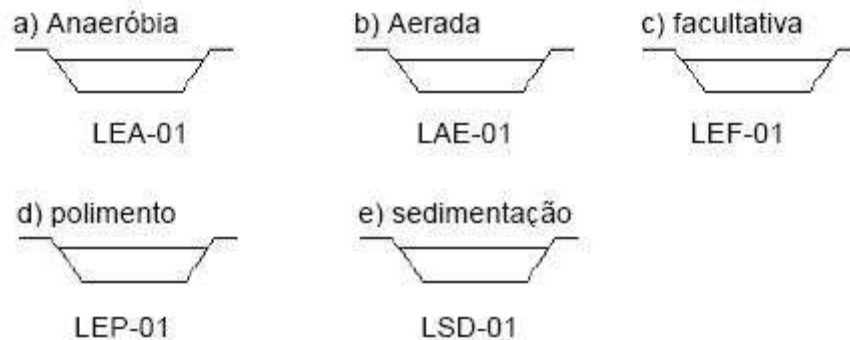 a) Anaeróbia b) Aerada c) facultativa
LEA-01 LAE-01 LEF-01
d) polimento e) sedimentação
LEP-01 LSD-01